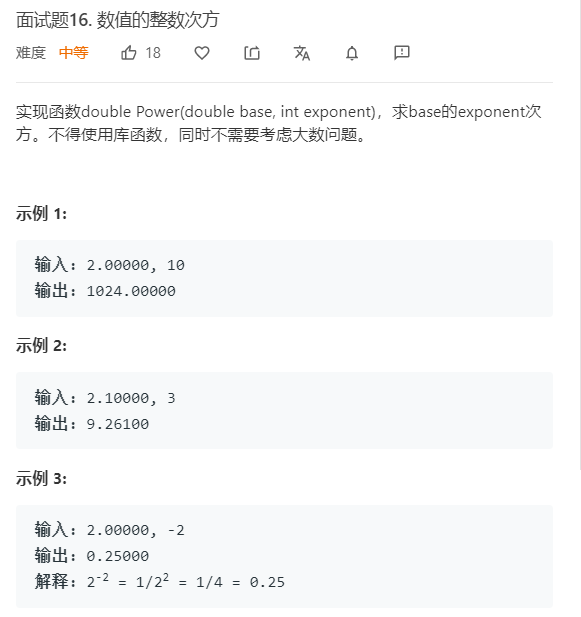 面试题16. 数值的整数次方
难度 中等 18
实现函数double Power(double base, int exponent)，求base的exponent次
方。不得使用库函数，同时不需要考虑大数问题。
示例 1:
输入: 2.00000, 10
输出: 1024.00000
示例 2:
输入: 2.10000, 3
输出: 9.26100
示例 3:
输入: 2.00000, -2
输出: 0.25000
解释: 2⁻² = 1/2² = 1/4 = 0.25